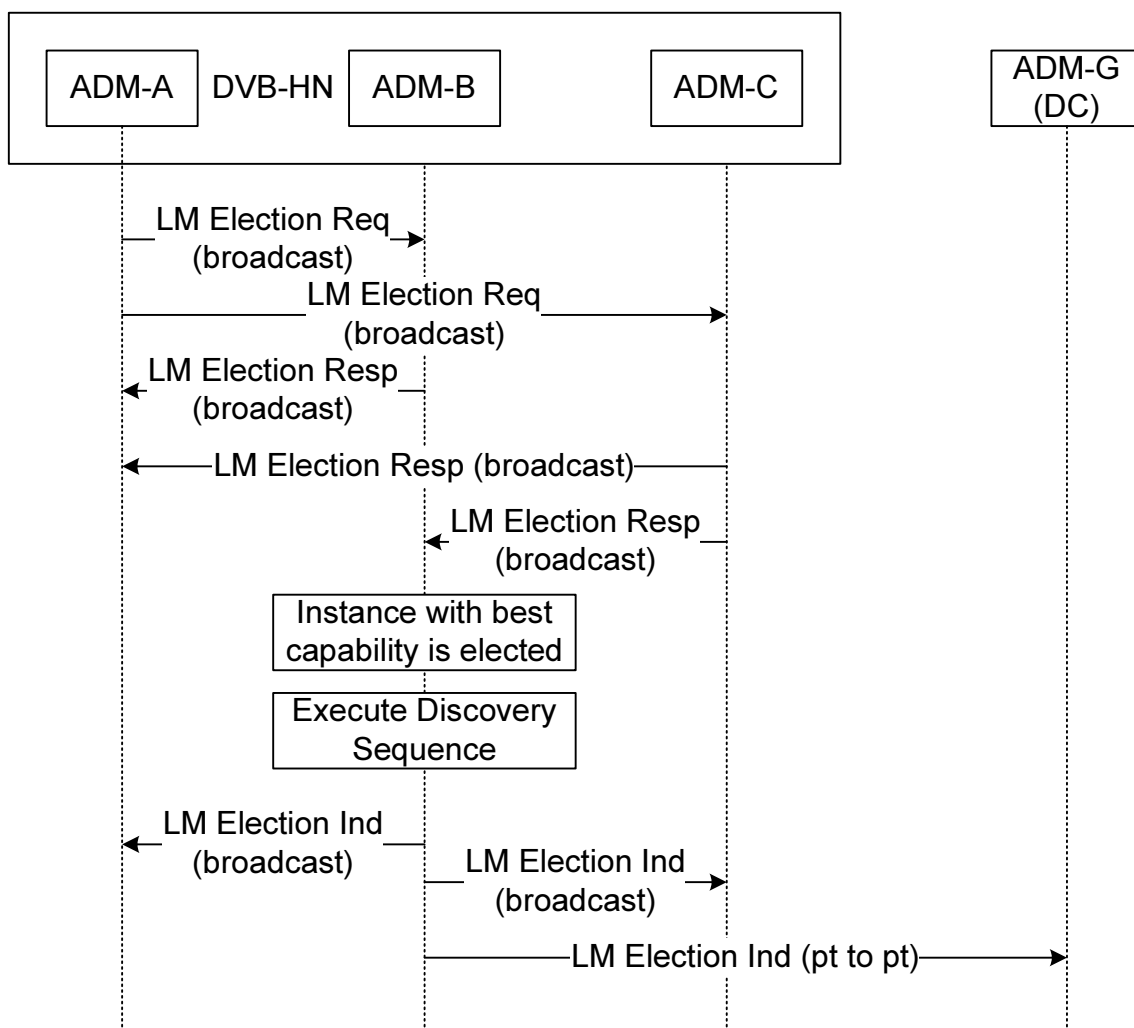 ADM-A
DVB-HN
ADM-B
ADM-C
ADM-G
(DC)
LM Election Req
(broadcast)
LM Election Req
(broadcast)
LM Election Resp
(broadcast)
LM Election Resp (broadcast)
LM Election Resp
(broadcast)
Instance with best
capability is elected
Execute Discovery
Sequence
LM Election Ind
(broadcast)
LM Election Ind
(broadcast)
LM Election Ind (pt to pt)